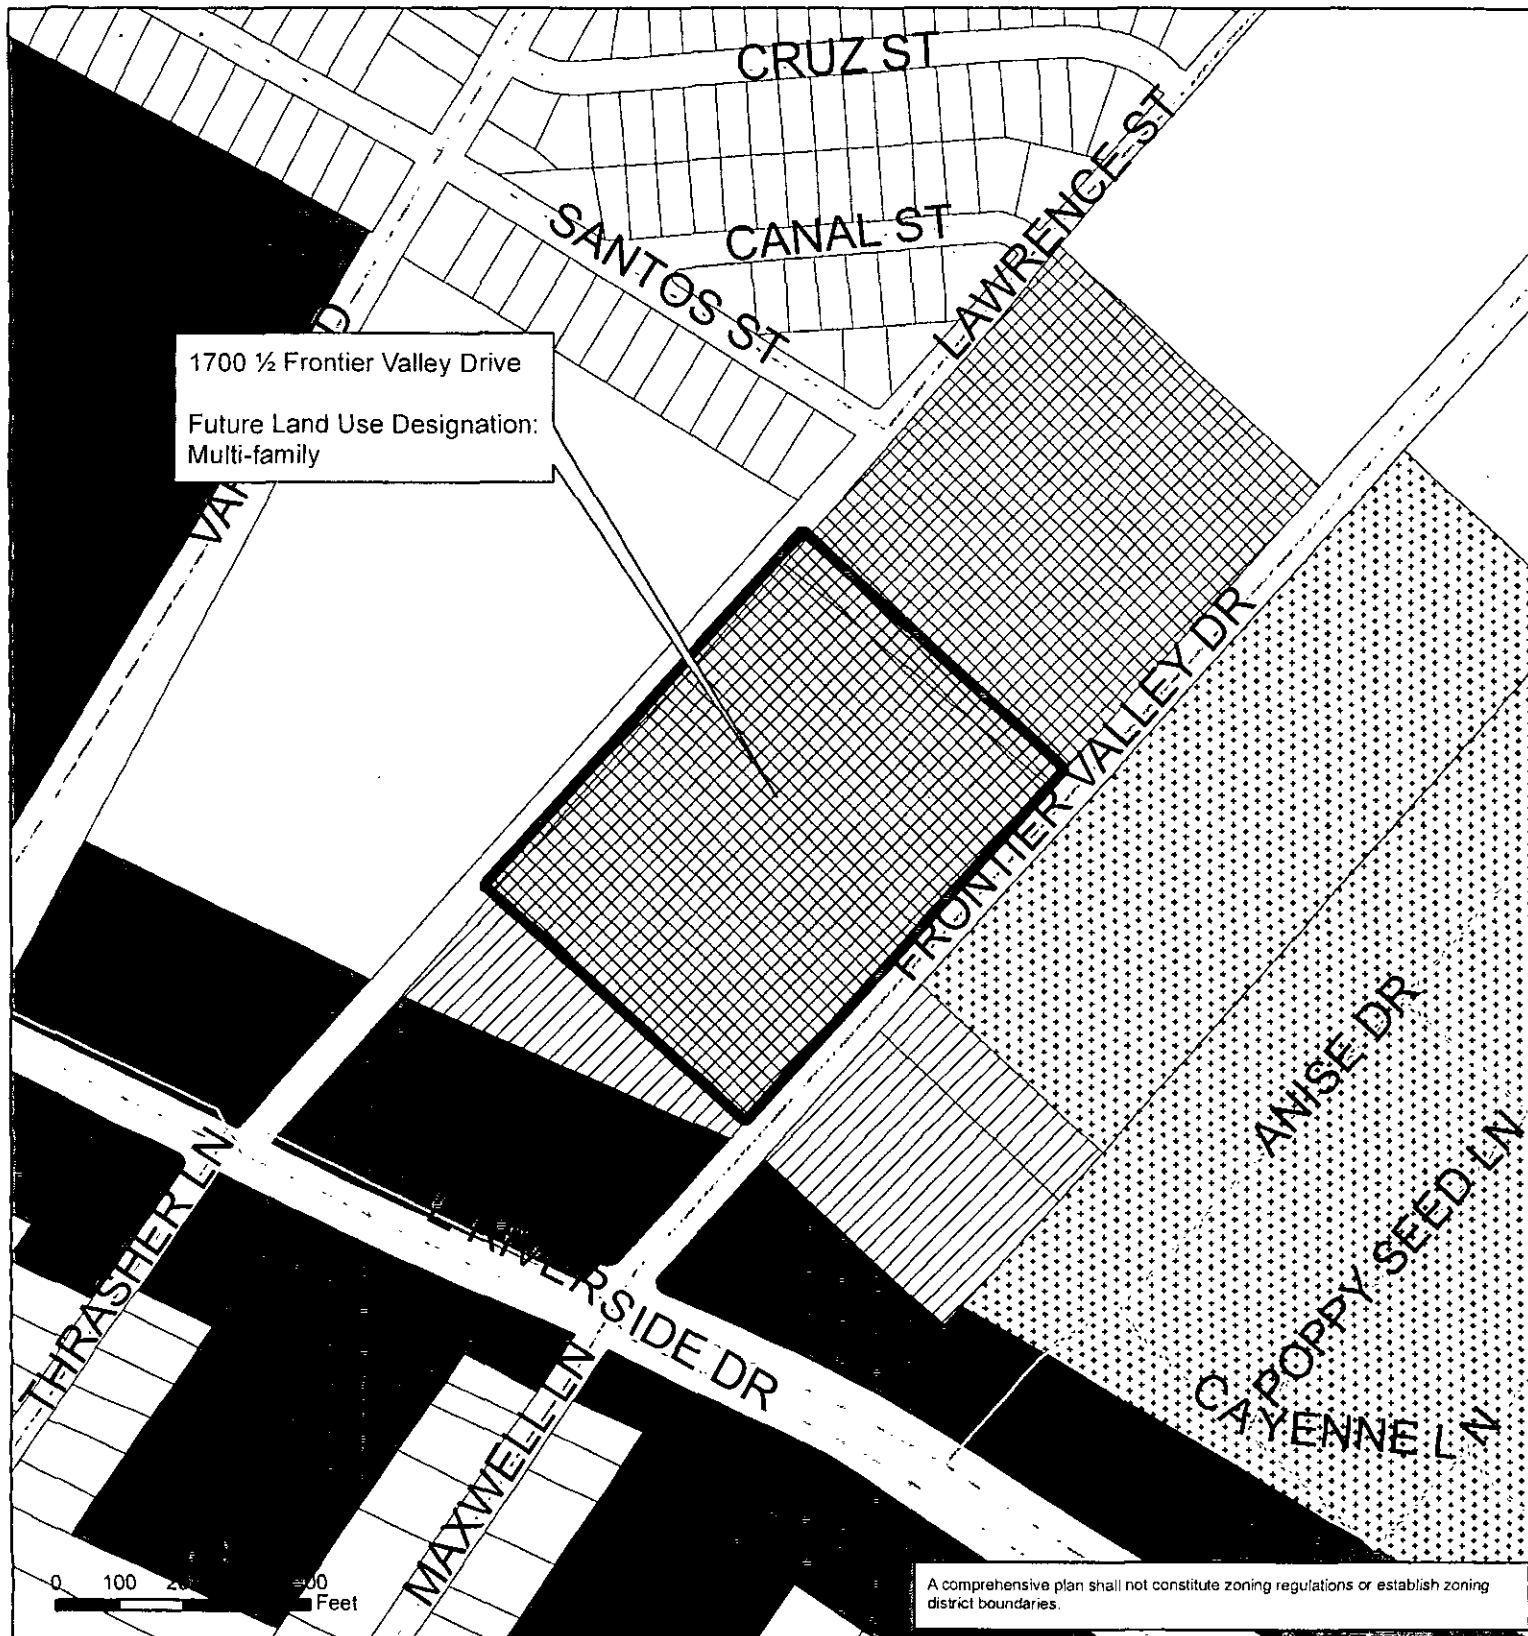 CRUZ ST
CANAL ST
SANTOS ST
LAWRENCE ST
1700 ½ Frontier Valley Drive
Future Land Use Designation:
Multi-family
FRONTIER VALLEY DR
ANISE DR
POPPY SEED LN
CAYENNE LN
THRASHER LN
E RIVERSIDE DR
MAXWELL LN
0 100
Feet
A comprehensive plan shall not constitute zoning regulations or establish zoning
district boundaries.